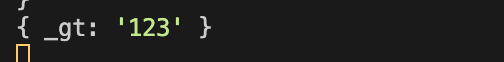 }
{ _gt: '123' }